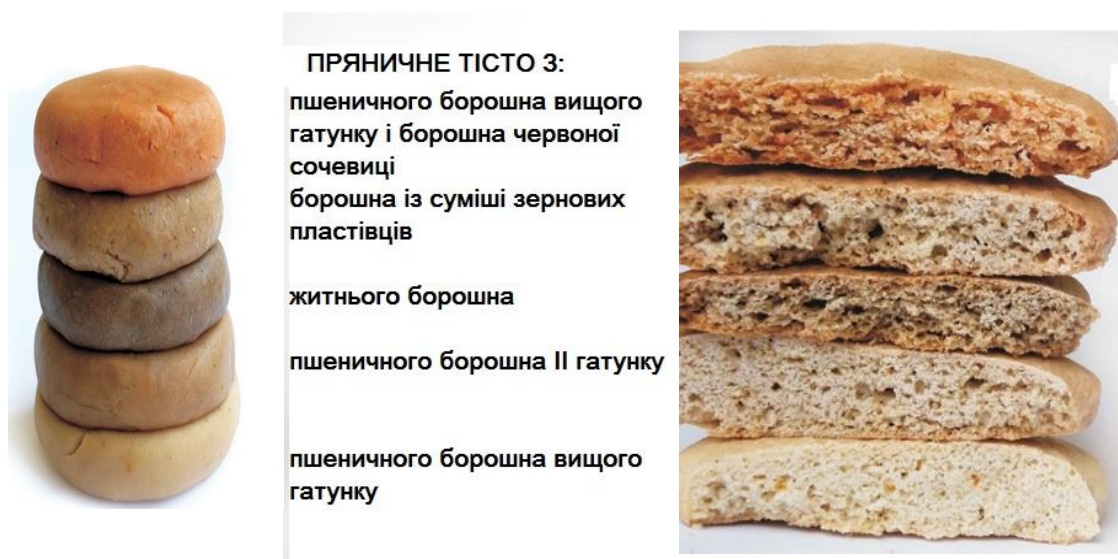 ПРЯНИЧНЕ ТІСТО З:
пшеничного борошна вищого
гатунку і борошна червоної
сочевиці
борошна із суміші зернових
пластівців
житнього борошна
пшеничного борошна ІІ гатунку
пшеничного борошна вищого
гатунку